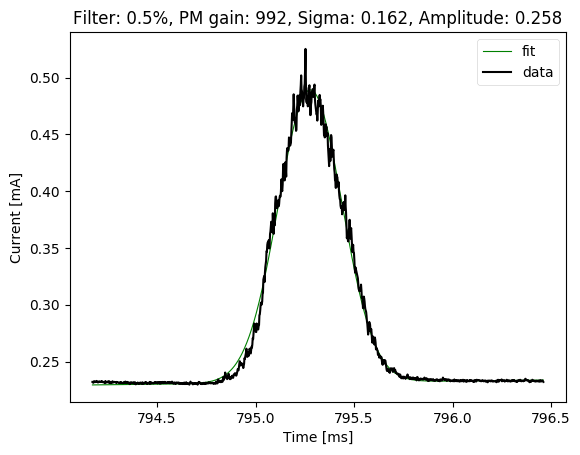 Filter: 0.5%, PM gain: 992, Sigma: 0.162, Amplitude: 0.258
fit
data
0.50
0.45
0.40
0.35
0.30
0.25
Current [mA]
794.5 795.0 795.5 796.0 796.5
Time [ms]